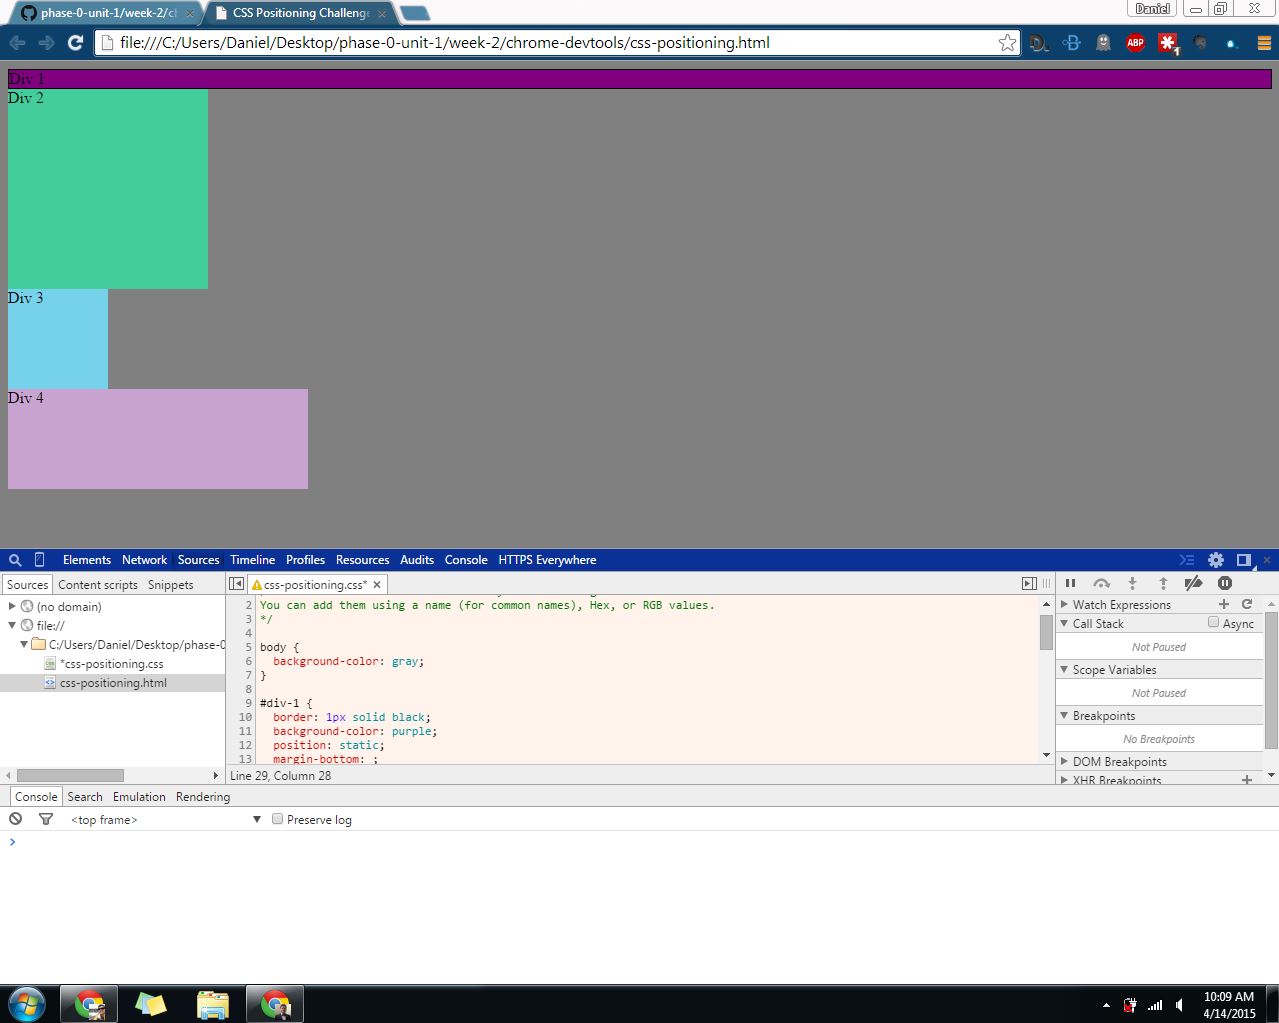 phase-0-unit-1/week-2/cl
CSS Positioning Challenge
Daniel
file:///C:/Users/Daniel/Desktop/phase-0-unit-1/week-2/chrome-devtools/css-positioning.html
ABP
1
Div 1
Div 2
Div 3
Div 4
Elements Network Sources Timeline Profiles Resources Audits Console HTTPS Everywhere
Sources Content scripts Snippets
css-positioning.css*
(no domain)
file://
C:/Users/Daniel/Desktop/phase-0
*css-positioning.css
css-positioning.html
2 You can add them using a name (for common names), Hex, or RGB values.
3 */
4
5 body {
6 background-color: gray;
7 }
8
9 #div-1 {
10 border: 1px solid black;
11 background-color: purple;
12 position: static;
13 margin-bottom: ;
Line 29, Column 28
Watch Expressions
Call Stack Async
Not Paused
Scope Variables
Not Paused
Breakpoints
No Breakpoints
DOM Breakpoints
XHR Breakpoints
Console Search Emulation Rendering
<top frame> Preserve log
10:09 AM
4/14/2015